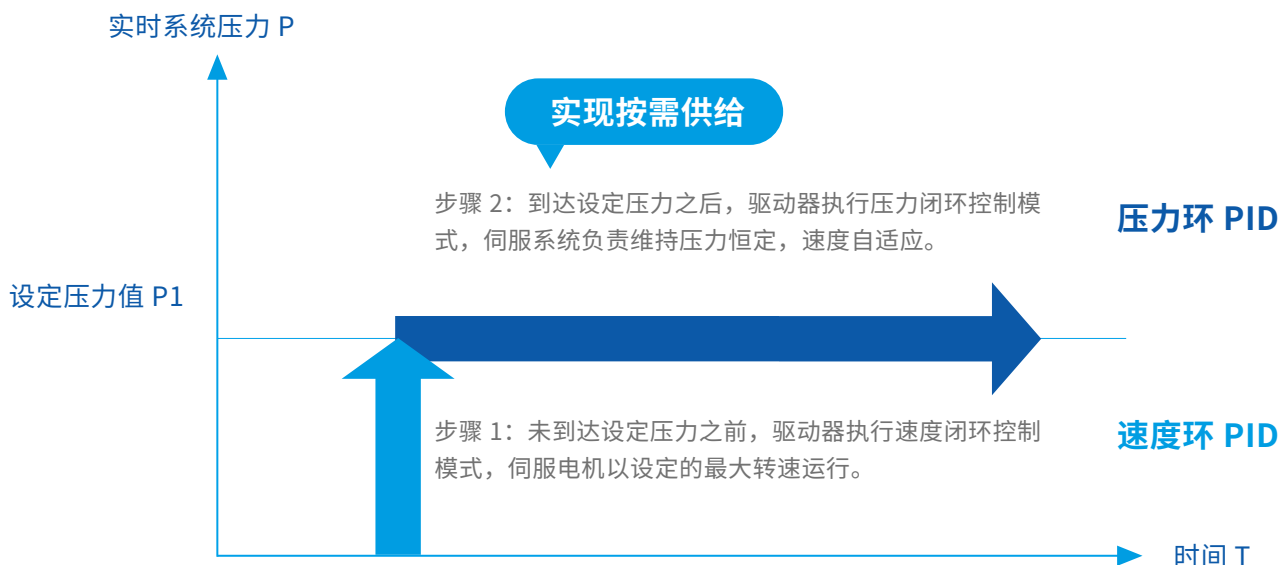 实时系统压力 P
实现按需供给
步骤 2：到达设定压力之后，驱动器执行压力闭环控制模
式，伺服系统负责维持压力恒定，速度自适应。
压力环 PID
设定压力值 P1
步骤 1：未到达设定压力之前，驱动器执行速度闭环控制
模式，伺服电机以设定的最大转速运行。
速度环 PID
时间 T